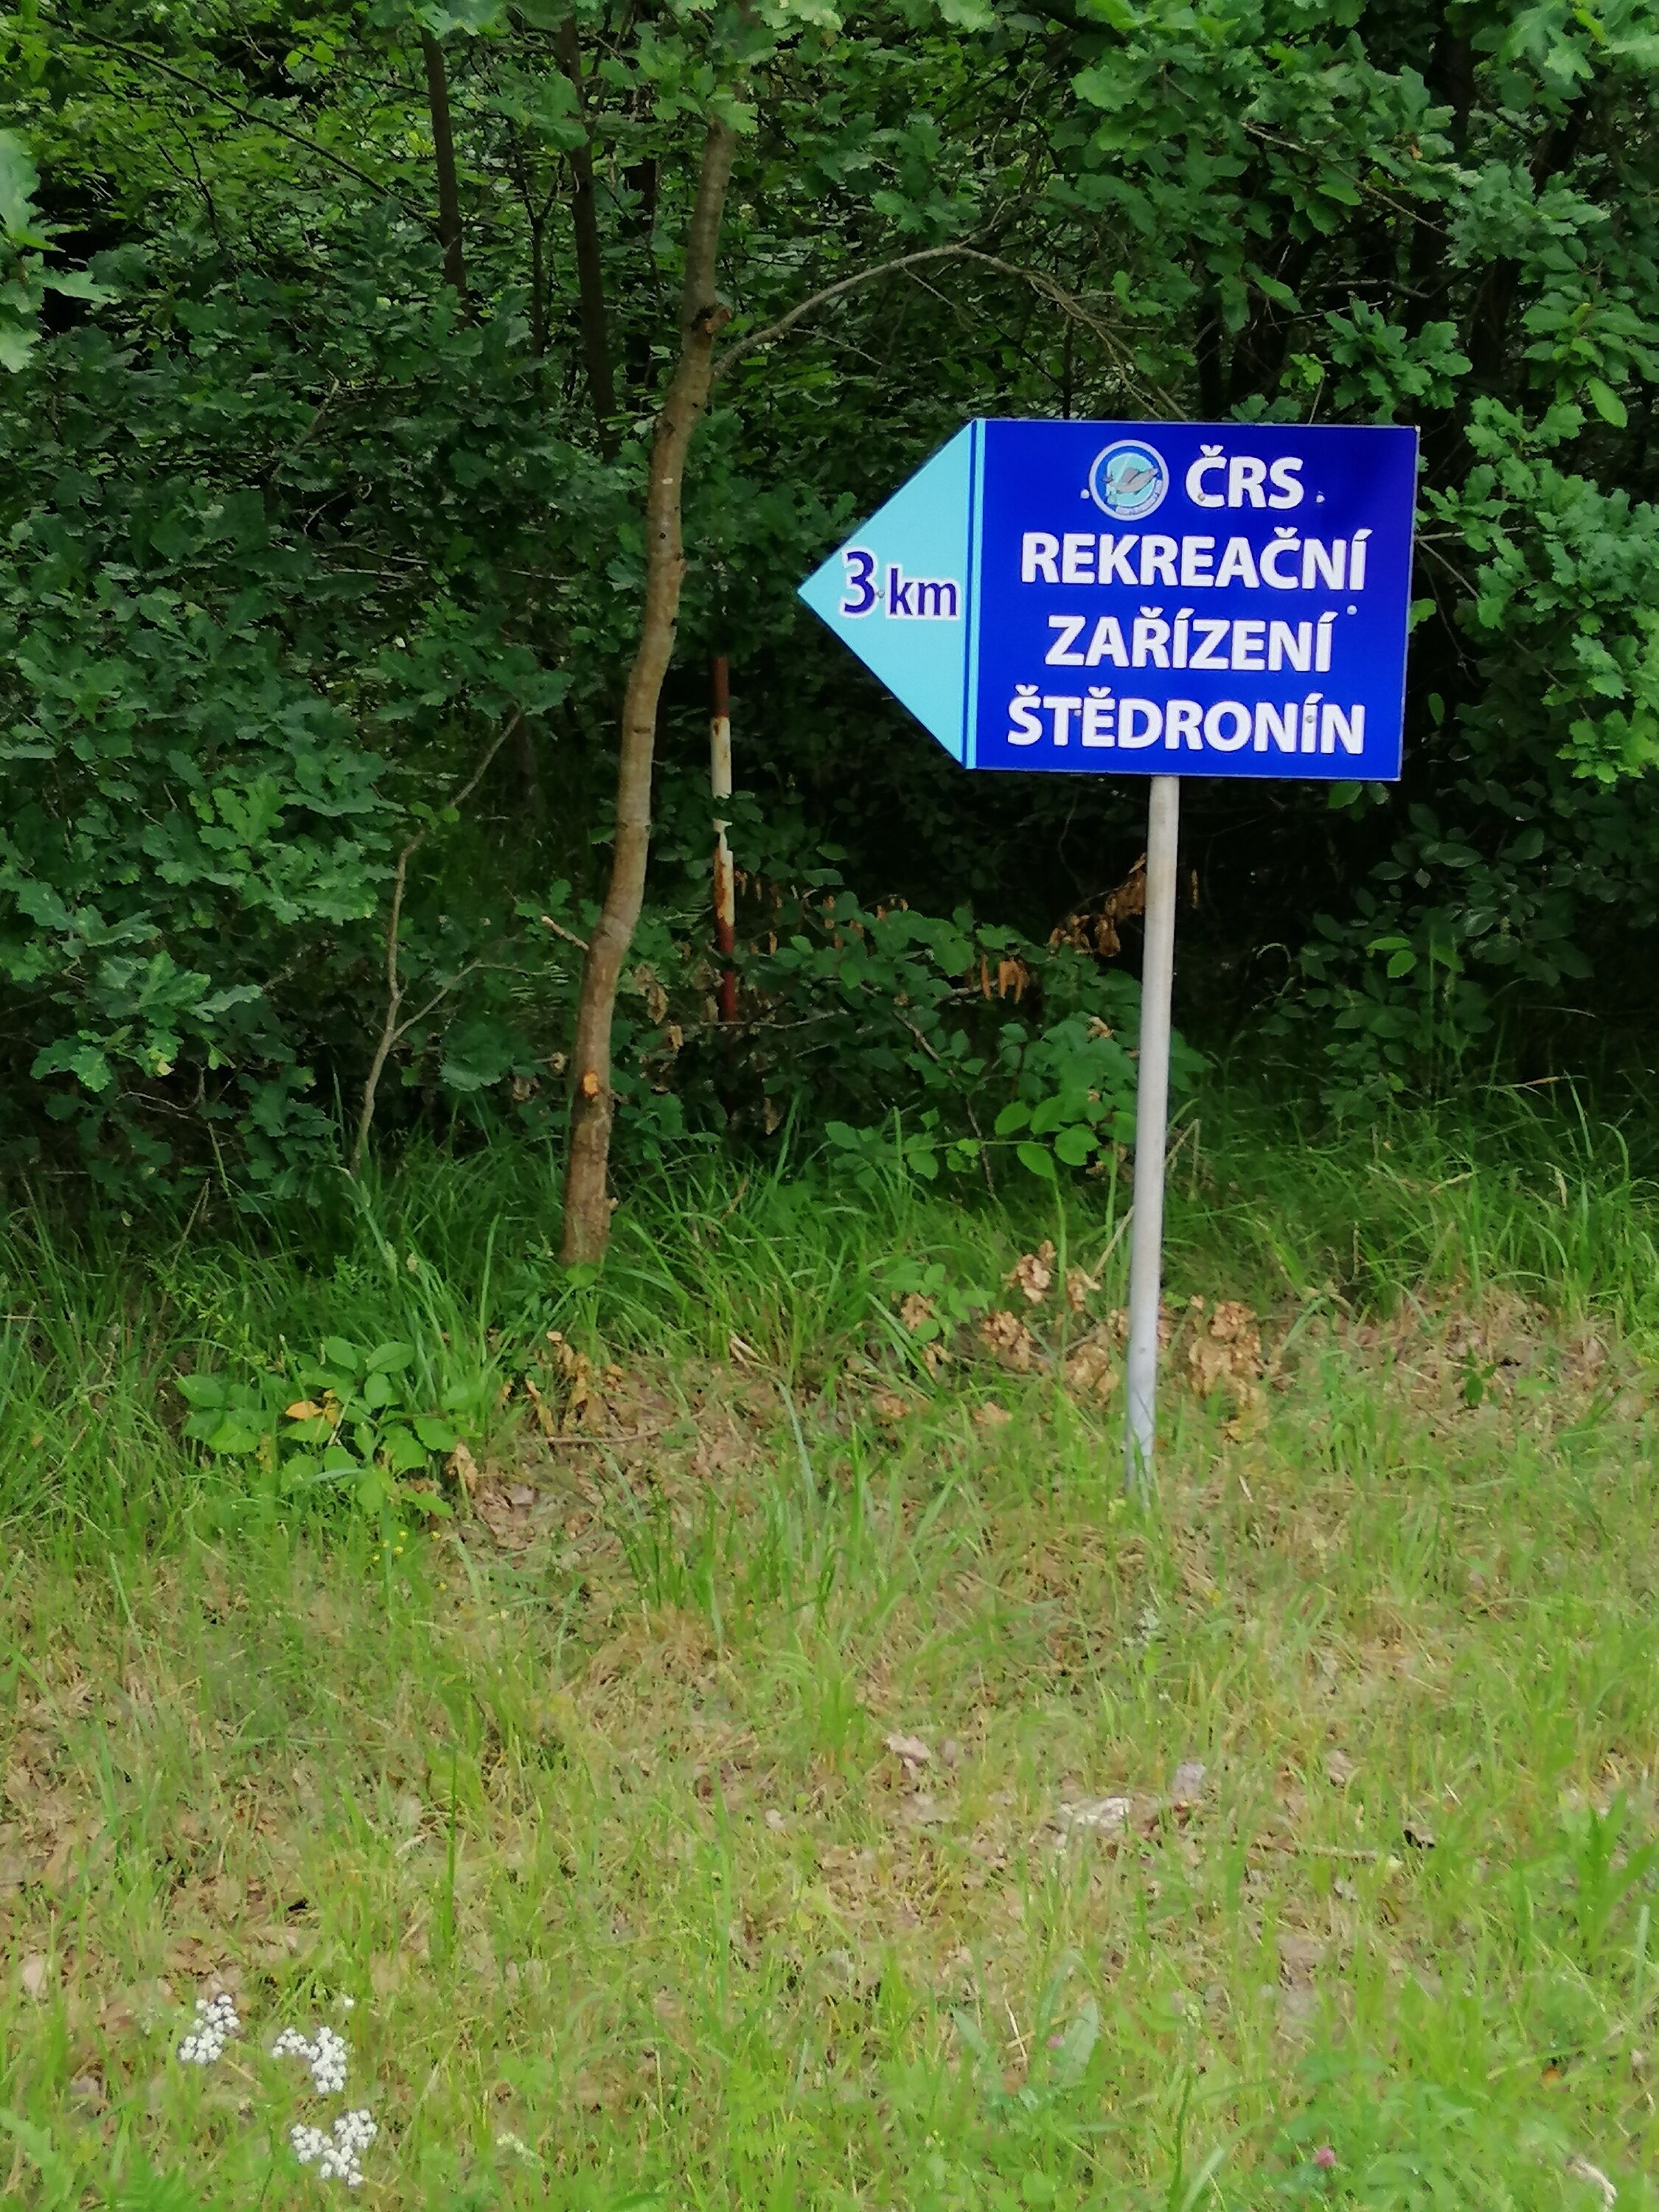 ČRS
REKREAČNÍ
ZAŘÍZENÍ
ŠTĚDRONÍN
3 km